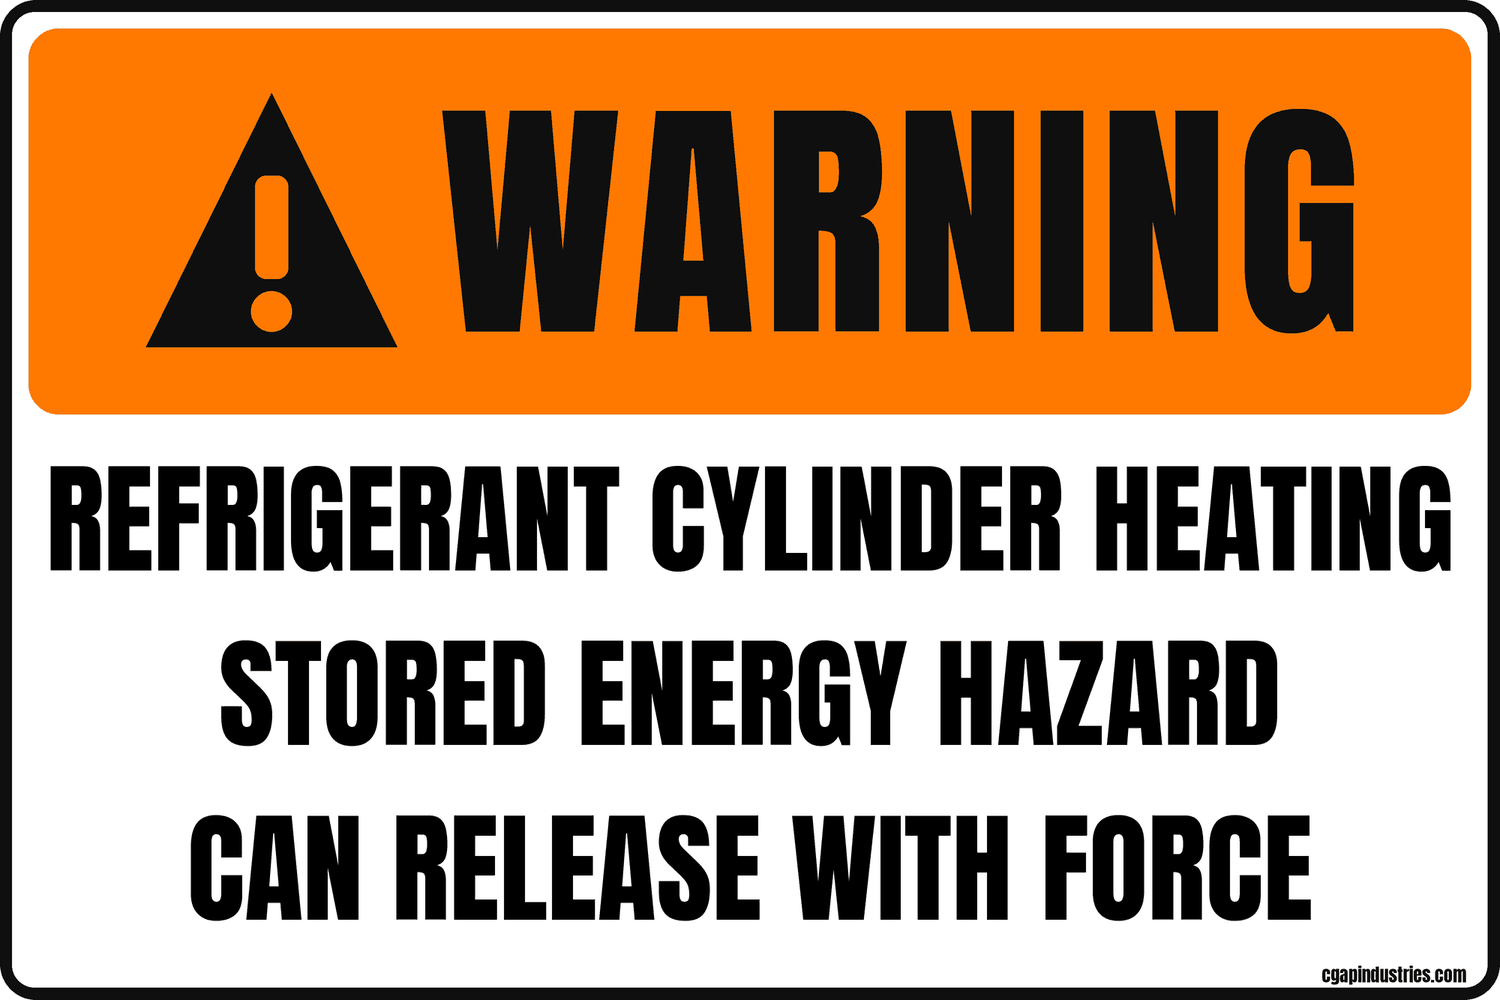 WARNING
REFRIGERANT CYLINDER HEATING
STORED ENERGY HAZARD
CAN RELEASE WITH FORCE
cgapindustries.com